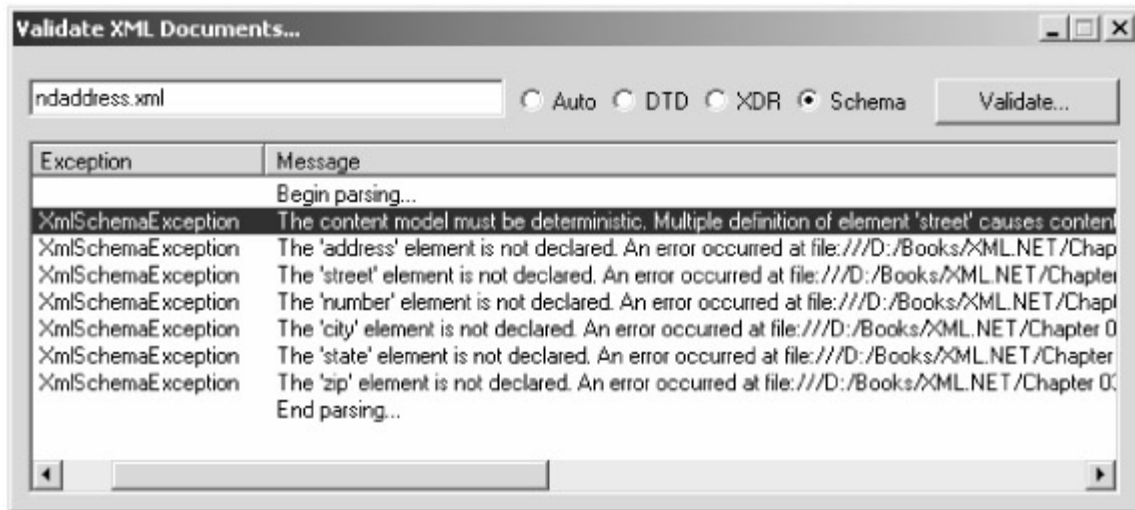 Validate XML Documents...
ndaddress.xml Auto DTD XDR Schema Validate...
Exception Message
Begin parsing...
XmlSchemaException The content model must be deterministic. Multiple definition of element 'street' causes content
XmlSchemaException The 'address' element is not declared. An error occurred at file:///D:/Books/XML.NET/Chap
XmlSchemaException The 'street' element is not declared. An error occurred at file:///D:/Books/XML.NET/Chapter
XmlSchemaException The 'number' element is not declared. An error occurred at file:///D:/Books/XML.NET/Chapt
XmlSchemaException The 'city' element is not declared. An error occurred at file:///D:/Books/XML.NET/Chapter 0
XmlSchemaException The 'state' element is not declared. An error occurred at file:///D:/Books/XML.NET/Chapter
XmlSchemaException The 'zip' element is not declared. An error occurred at file:///D:/Books/XML.NET/Chapter 03
End parsing...